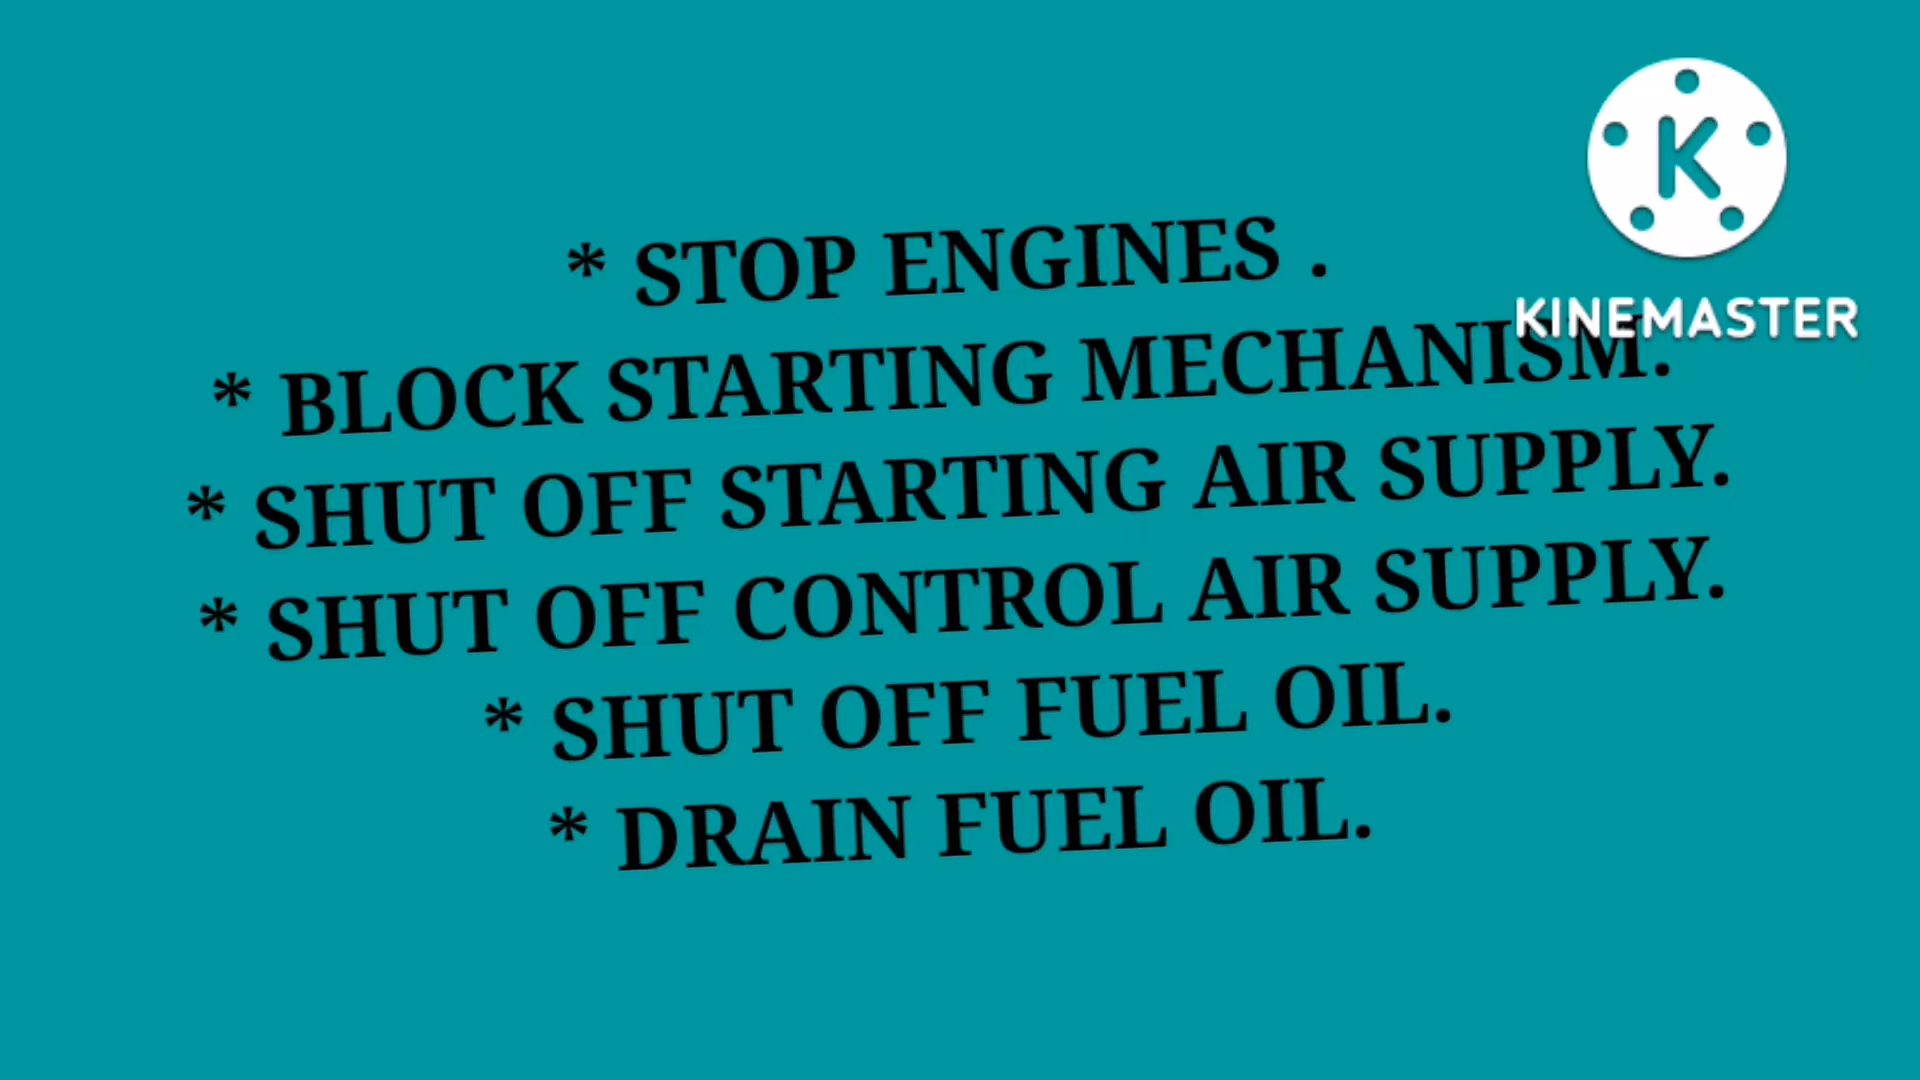 * STOP ENGINES .
* BLOCK STARTING MECHANISM.
* SHUT OFF STARTING AIR SUPPLY.
* SHUT OFF CONTROL AIR SUPPLY.
* SHUT OFF FUEL OIL.
* DRAIN FUEL OIL.
K
KINEMASTER